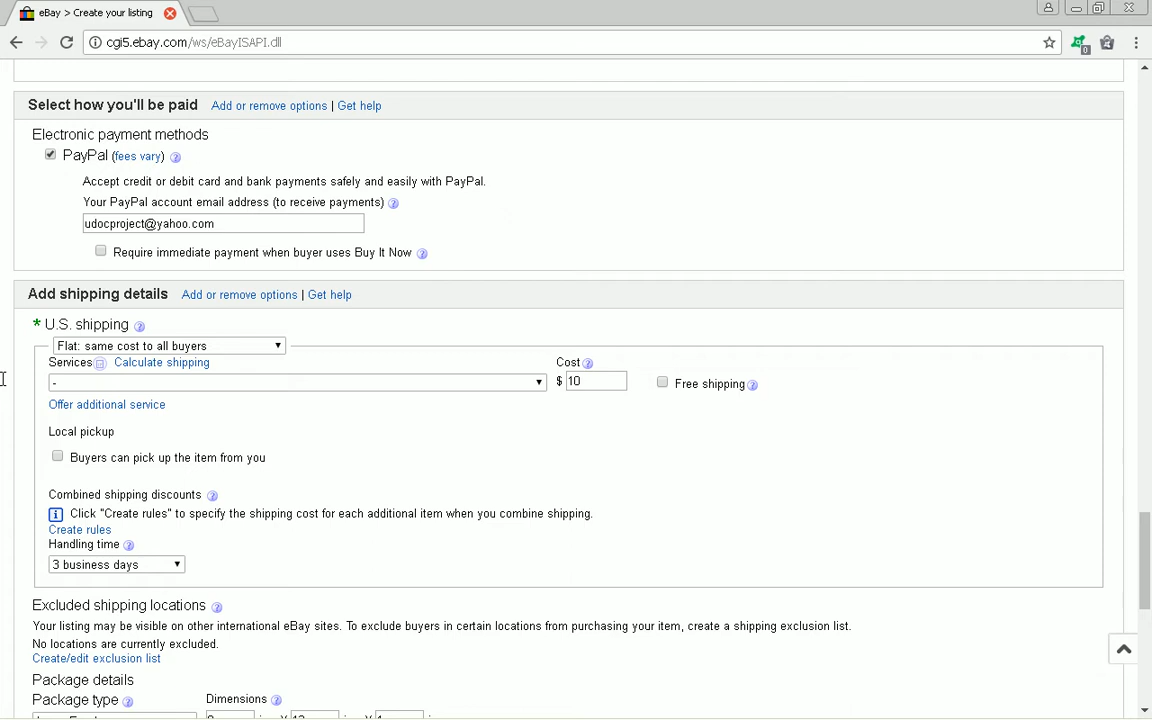 eBay > Create your listing
cgi5.ebay.com/ws/eBayISAPI.dll
0
Select how you'll be paid Add or remove options | Get help
Electronic payment methods
PayPal (fees vary) ?
Accept credit or debit card and bank payments safely and easily with PayPal.
Your PayPal account email address (to receive payments) ?
udocproject@yahoo.com
Require immediate payment when buyer uses Buy It Now ?
Add shipping details Add or remove options | Get help
* U.S. shipping ?
Flat: same cost to all buyers
Services Calculate shipping Cost ?
- $ 10 Free shipping ?
Offer additional service
Local pickup
Buyers can pick up the item from you
Combined shipping discounts ?
i Click "Create rules" to specify the shipping cost for each additional item when you combine shipping.
Create rules
Handling time ?
3 business days
Excluded shipping locations ?
Your listing may be visible on other international eBay sites. To exclude buyers in certain locations from purchasing your item, create a shipping exclusion list.
No locations are currently excluded.
Create/edit exclusion list
Package details
Package type ? Dimensions ?